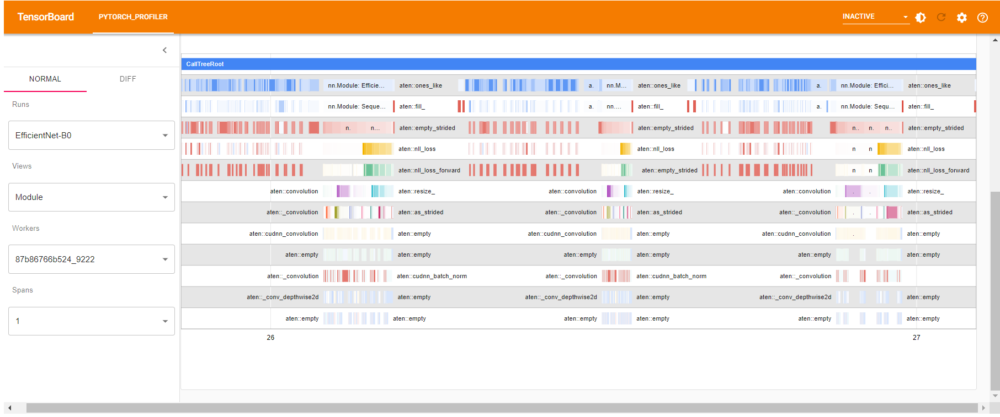 TensorBoard PYTORCH_PROFILER INACTIVE
NORMAL DIFF
Runs
EfficientNet-B0
Views
Module
Workers
87b86766b524_9222
Spans
1
CallTreeRoot
nn.Module: Efficie... aten::ones_like a. nn.M... aten::ones_like a. nn.Module: Effici... aten::ones_like
nn.Module: Seque... aten::fill_ a. nn.... aten::fill_ a. nn.Module: Sequ... aten::fill_
n. n... aten::empty_strided aten::empty_strided n.. n.. n.. aten::empty_strided
aten::nll_loss aten::nll_loss n n aten::nll_loss
aten::nll_loss_forward aten::empty_strided n n aten::nll_loss_forward
aten::convolution aten::resize_ aten::convolution aten::resize_ aten::convolution . . aten::resize_
aten::_convolution aten::as_strided aten::_convolution aten::as_strided aten::_convolution . . aten::as_strided
aten::cudnn_convolution aten::empty aten::cudnn_convolution aten::empty aten::cudnn_convolution . aten::empty
aten::empty aten::empty aten::empty aten::empty aten::empty aten::empty
aten::_convolution aten::cudnn_batch_norm aten::_convolution aten::cudnn_batch_norm aten::_convolution
aten::_conv_depthwise2d aten::empty aten::_conv_depthwise2d aten::empty aten::_conv_depthwise2d aten::empty
aten::empty aten::empty aten::empty aten::empty aten::empty aten::empty
26 27